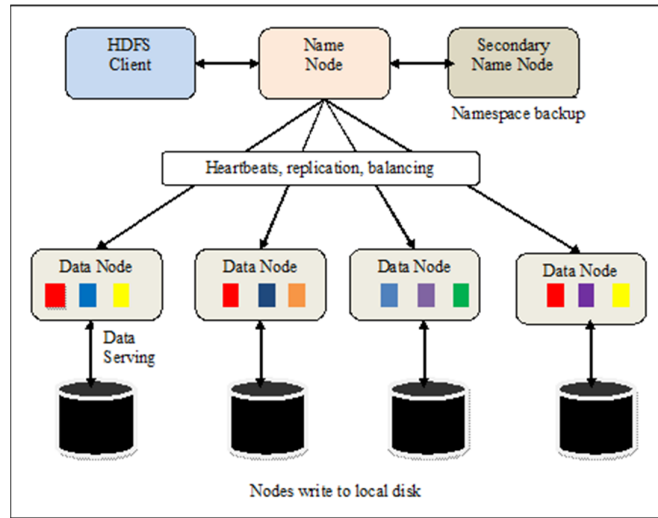 HDFS
Client
Name
Node
Secondary
Name Node
Namespace backup
Heartbeats, replication, balancing
Data Node
Data Node
Data Node
Data Node
Data
Serving
Nodes write to local disk